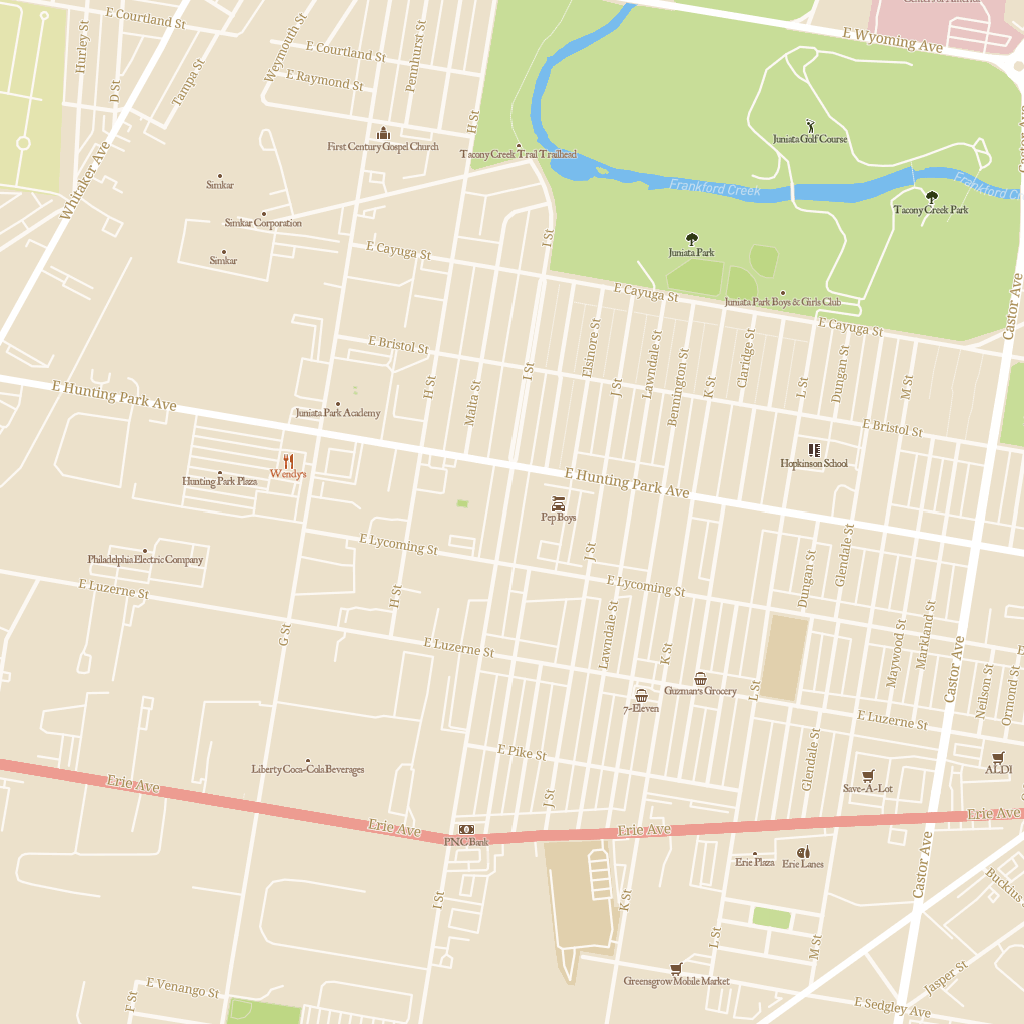 Centers of America
E Courtland St
Hurley St
D St
Weymouth St
Tampa St
E Courtland St
Pennhurst St
E Raymond St
E Wyoming Ave
H St
First Century Gospel Church
Tacony Creek Trail Trailhead
Juniata Golf Course
Castor Ave
Whitaker Ave
Simkar
Frankford Creek
Tacony Creek Park
Simkar Corporation
Simkar
I St
E Cayuga St
Juniata Park
E Cayuga St
Juniata Park Boys & Girls Club
E Cayuga St
Castor Ave
E Bristol St
Elsinore St
Lawndale St
Claridge St
Dungan St
I St
H St
Malta St
J St
Bennington St
K St
L St
M St
E Hunting Park Ave
Juniata Park Academy
E Bristol St
Hopkinson School
Wendy's
Hunting Park Plaza
E Hunting Park Ave
Pep Boys
Philadelphia Electric Company
E Lycoming St
J St
Glendale St
E Luzerne St
H St
E Lycoming St
Dungan St
G St
E Luzerne St
Lawndale St
K St
Maywood St
Markland St
Castor Ave
Guzman's Grocery
L St
Neilson St
Ormond St
7-Eleven
E Luzerne St
E Pike St
Glendale St
Liberty Coca-Cola Beverages
ALDI
Save-A-Lot
Erie Ave
J St
Erie Ave
PNC Bank
Erie Ave
Erie Ave
Erie Plaza
Erie Lanes
Castor Ave
I St
K St
Buckius
L St
M St
Greensgrow Mobile Market
Jasper St
E Venango St
F St
E Sedgley Ave